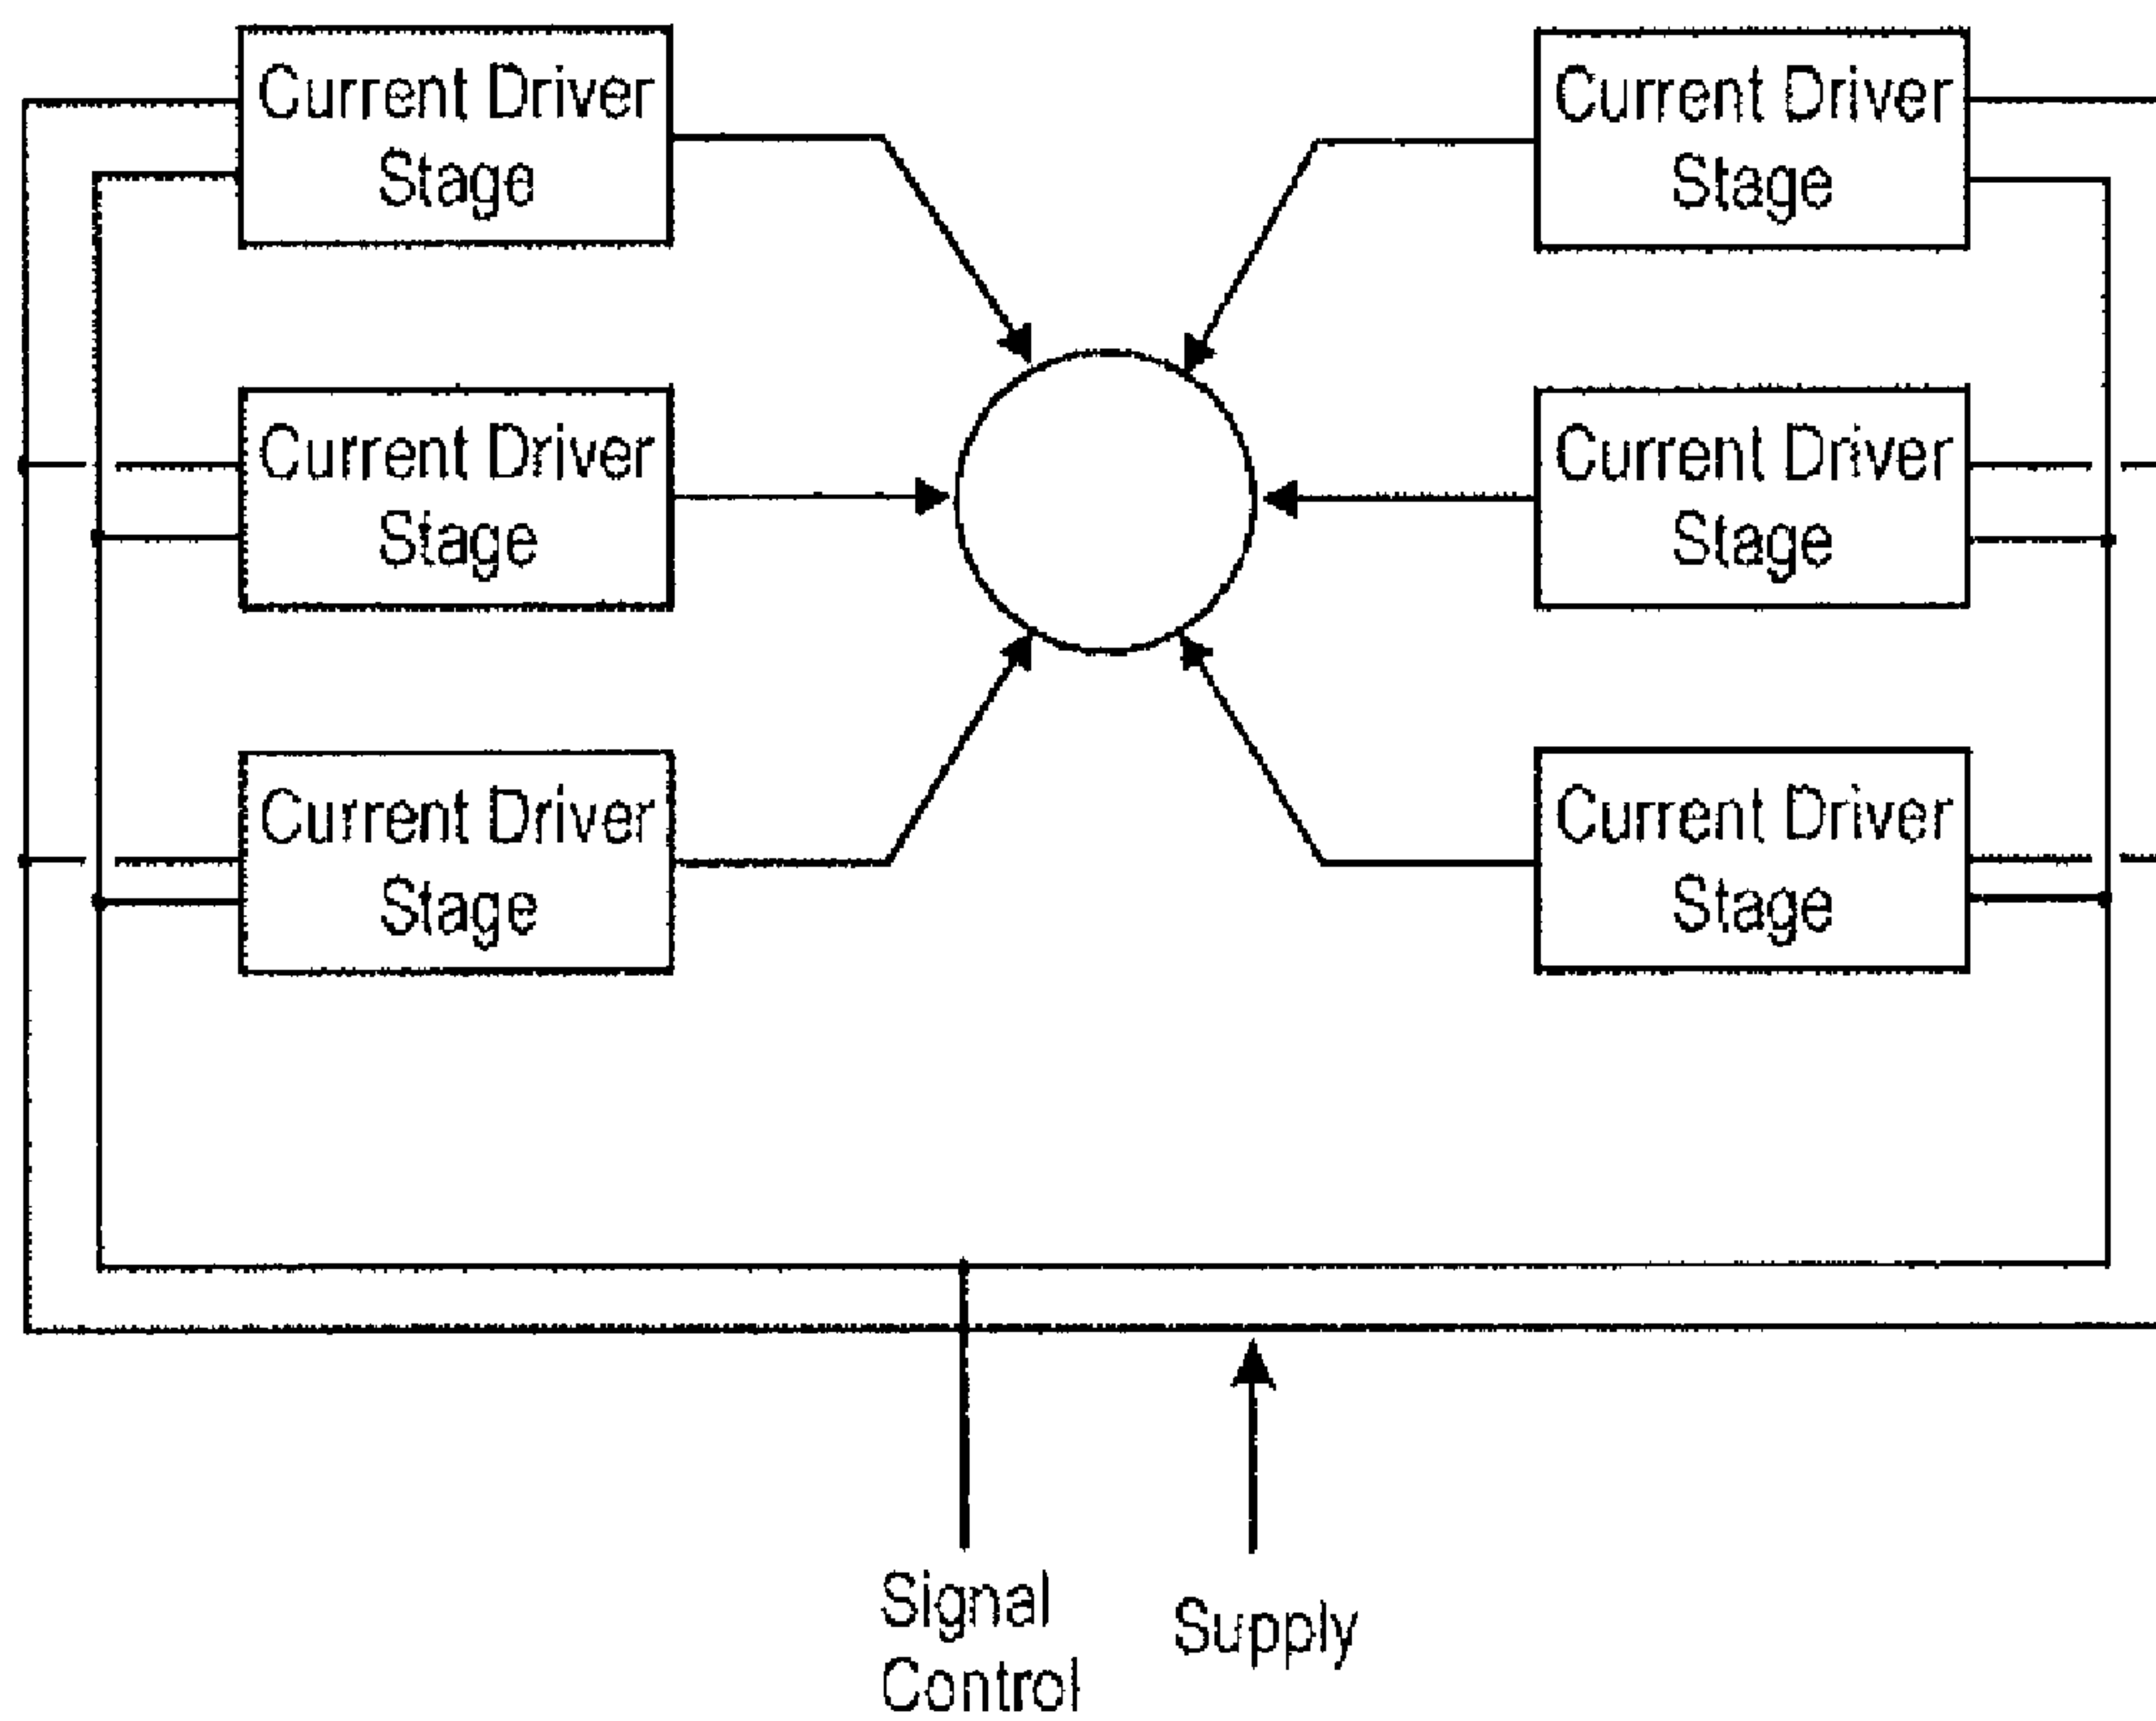 Current Driver
Stage
Current Driver
Stage
Current Driver
Stage
Current Driver
Stage
Current Driver
Stage
Current Driver
Stage
Signal
Control
Supply